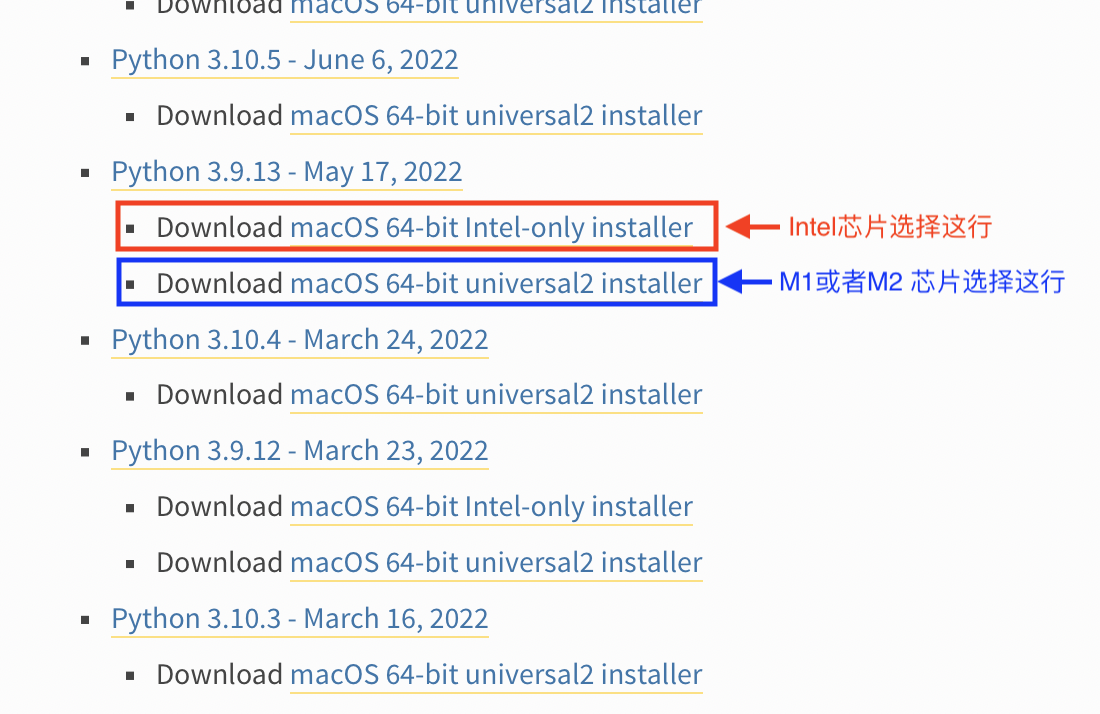 Download macOS 64-bit universal2 installer
Python 3.10.5 - June 6, 2022
Download macOS 64-bit universal2 installer
Python 3.9.13 - May 17, 2022
Download macOS 64-bit Intel-only installer Intel芯片选择这行
Download macOS 64-bit universal2 installer M1或者M2 芯片选择这行
Python 3.10.4 - March 24, 2022
Download macOS 64-bit universal2 installer
Python 3.9.12 - March 23, 2022
Download macOS 64-bit Intel-only installer
Download macOS 64-bit universal2 installer
Python 3.10.3 - March 16, 2022
Download macOS 64-bit universal2 installer